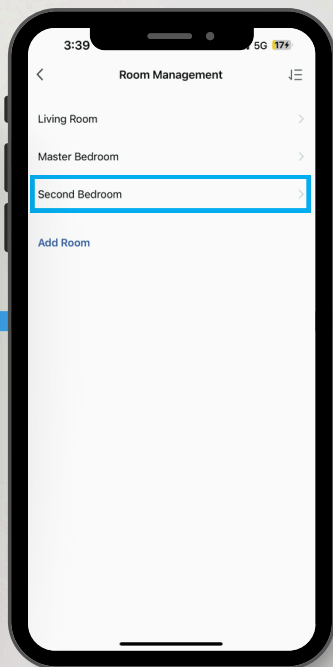 3:39 5G 17
Room Management
Living Room
Master Bedroom
Second Bedroom
Add Room